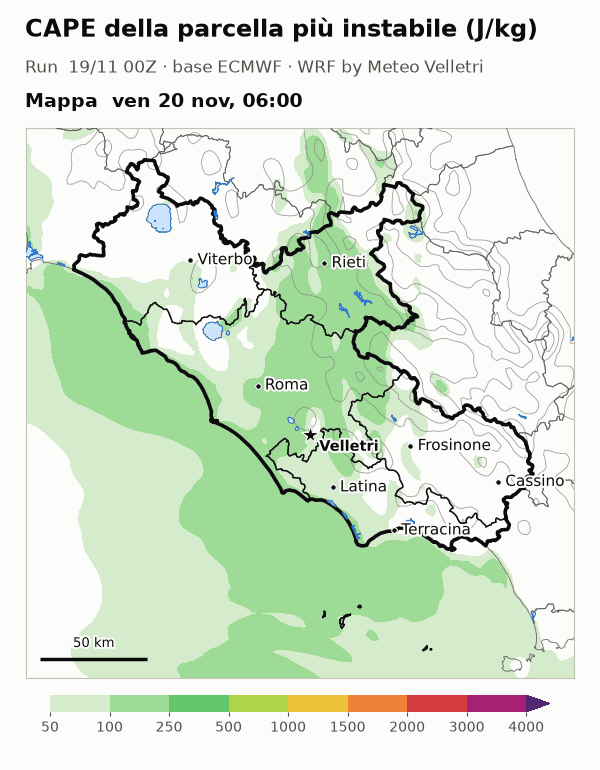 CAPE della parcella più instabile (J/kg)
Run 19/11 00Z · base ECMWF · WRF by Meteo Velletri
Mappa ven 20 nov, 06:00
Viterbo
Rieti
Roma
Velletri
Frosinone
Cassino
Latina
Terracina
50 km
50 100 250 500 1000 1500 2000 3000 4000